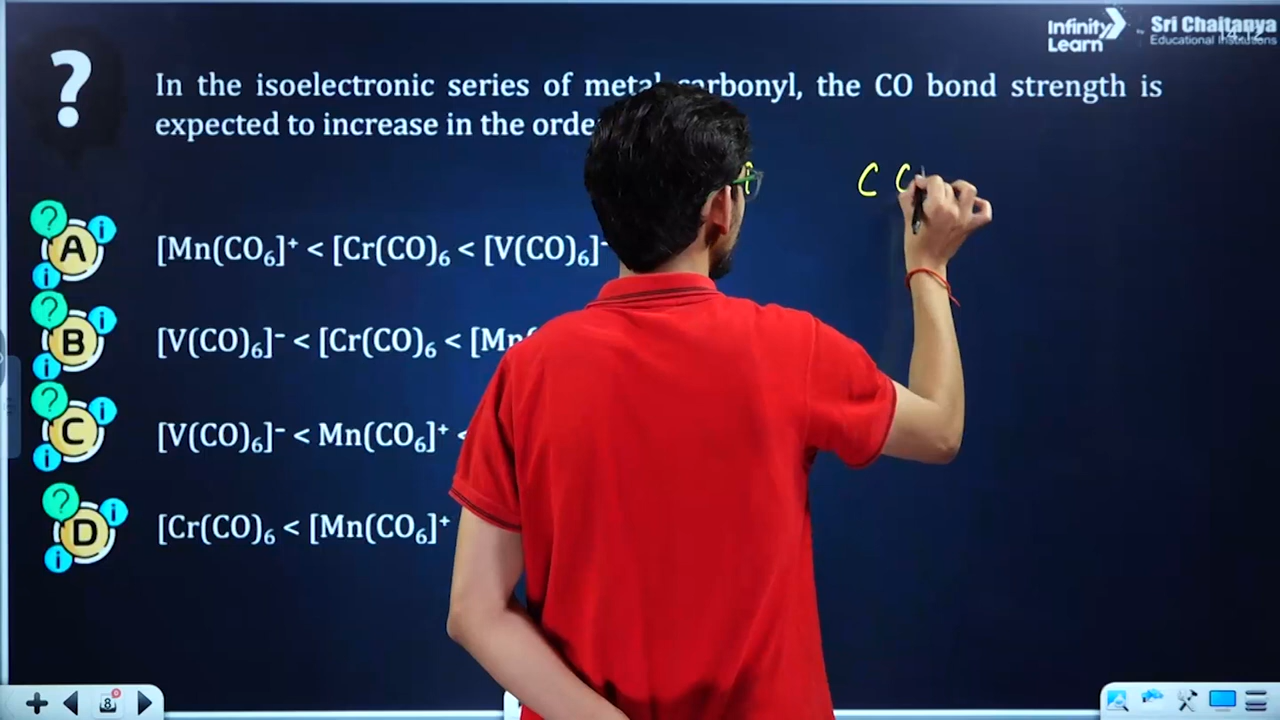 Infinity Learn by Sri Chaitanya Educational Institutions
? In the isoelectronic series of metal carbonyl, the CO bond strength is
expected to increase in the orde
C C
A [Mn(CO₆]⁺ < [Cr(CO)₆ < [V(CO)₆]⁻
B [V(CO)₆]⁻ < [Cr(CO)₆ < [Mn(
C [V(CO)₆]⁻ < Mn(CO₆]⁺ <
D [Cr(CO)₆ < [Mn(CO₆]⁺
8